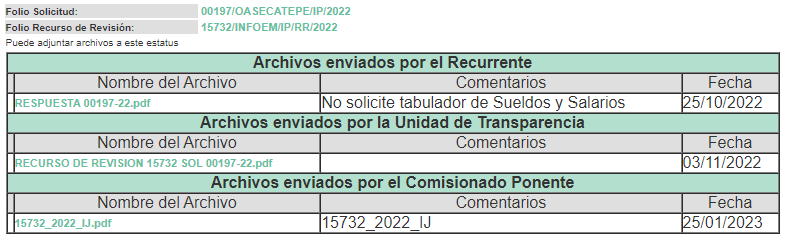 Folio Solicitud: 00197/OASECATEPE/IP/2022
Folio Recurso de Revisión: 15732/INFOEM/IP/RR/2022
Puede adjuntar archivos a este estatus
Archivos enviados por el Recurrente
Nombre del Archivo Comentarios Fecha
RESPUESTA 00197-22.pdf No solicite tabulador de Sueldos y Salarios 25/10/2022
Archivos enviados por la Unidad de Transparencia
Nombre del Archivo Comentarios Fecha
RECURSO DE REVISION 15732 SOL 00197-22.pdf 03/11/2022
Archivos enviados por el Comisionado Ponente
Nombre del Archivo Comentarios Fecha
15732_2022_IJ.pdf 15732_2022_IJ 25/01/2023